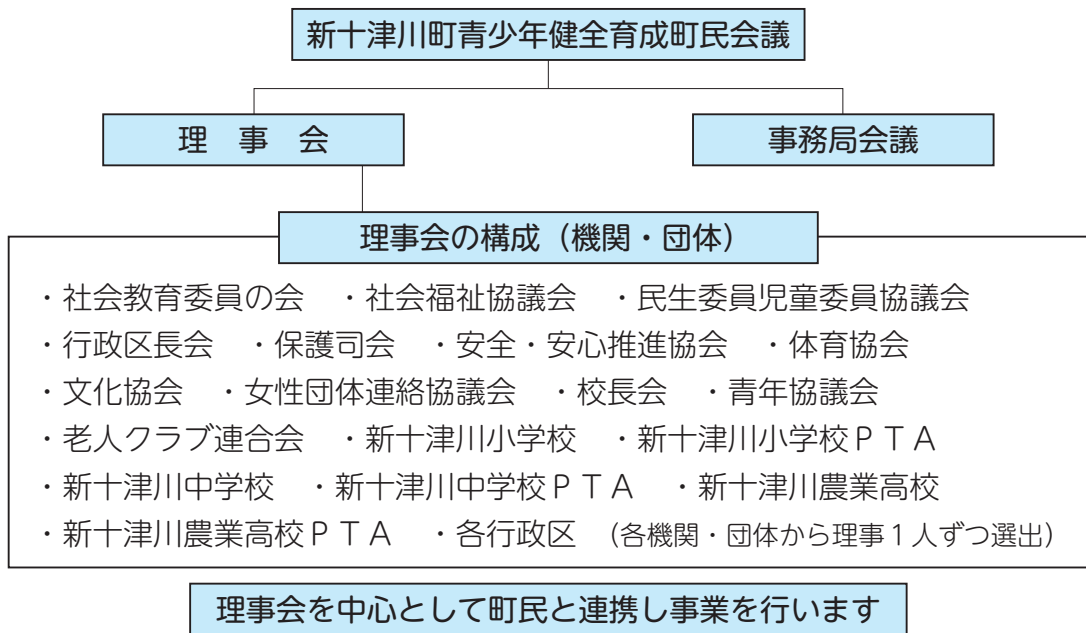 新十津川町青少年健全育成町民会議
理　事　会
事務局会議
理事会の構成（機関・団体）
・社会教育委員の会　・社会福祉協議会　・民生委員児童委員協議会
・行政区長会　・保護司会　・安全・安心推進協会　・体育協会
・文化協会　・女性団体連絡協議会　・校長会　・青年協議会
・老人クラブ連合会　・新十津川小学校　・新十津川小学校ＰＴＡ
・新十津川中学校　・新十津川中学校ＰＴＡ　・新十津川農業高校
・新十津川農業高校ＰＴＡ　・各行政区　（各機関・団体から理事１人ずつ選出）
理事会を中心として町民と連携し事業を行います